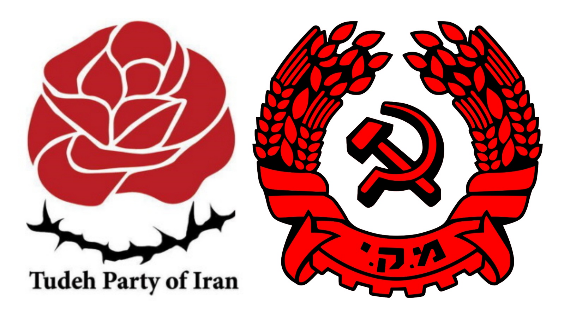 Tudeh Party of Iran
מ.ק.י